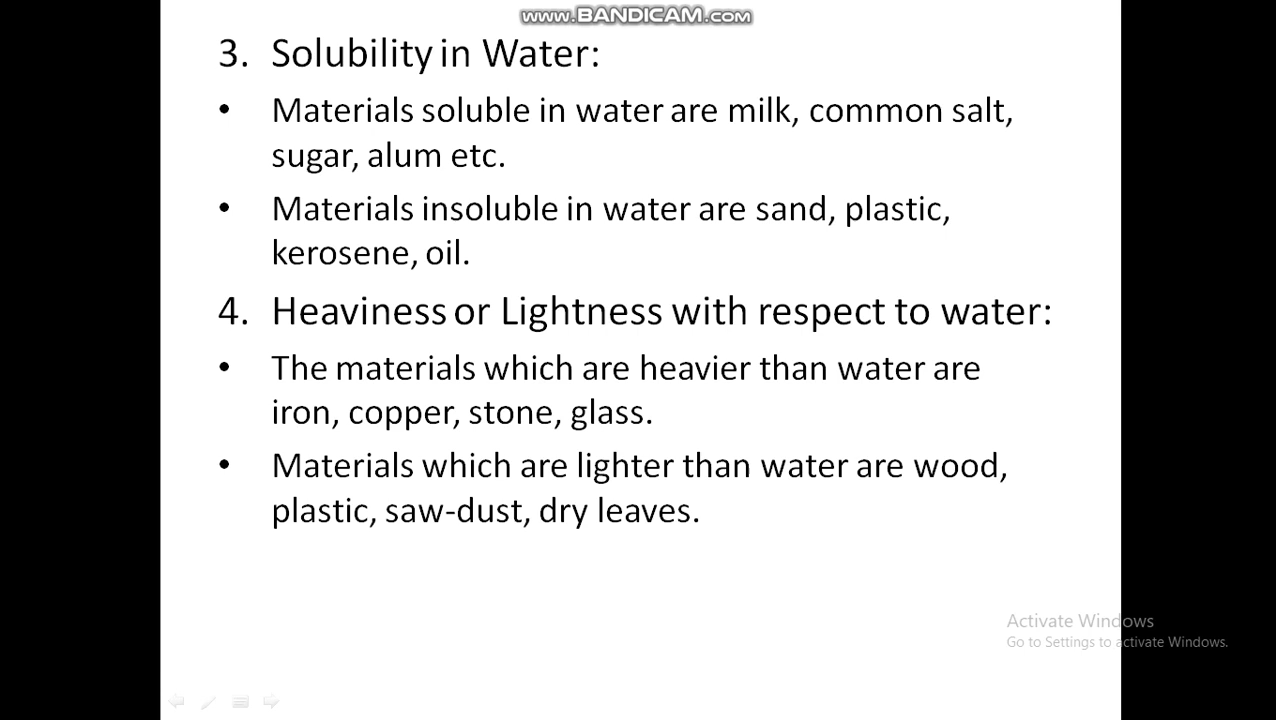 www.BANDICAM.com
3. Solubility in Water:
• Materials soluble in water are milk, common salt,
sugar, alum etc.
• Materials insoluble in water are sand, plastic,
kerosene, oil.
4. Heaviness or Lightness with respect to water:
• The materials which are heavier than water are
iron, copper, stone, glass.
• Materials which are lighter than water are wood,
plastic, saw-dust, dry leaves.
Activate Windows
Go to Settings to activate Windows.